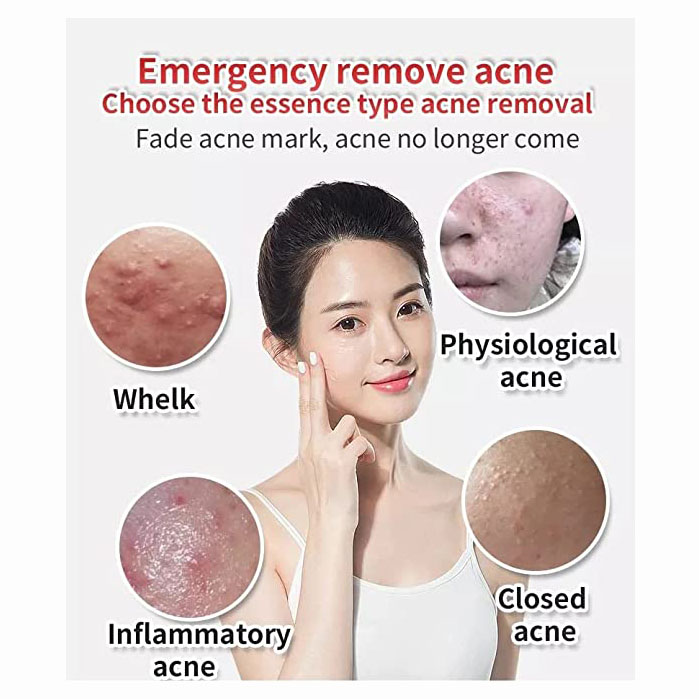 Emergency remove acne
Choose the essence type acne removal
Fade acne mark, acne no longer come
Whelk
Physiological
acne
Inflammatory
acne
Closed
acne